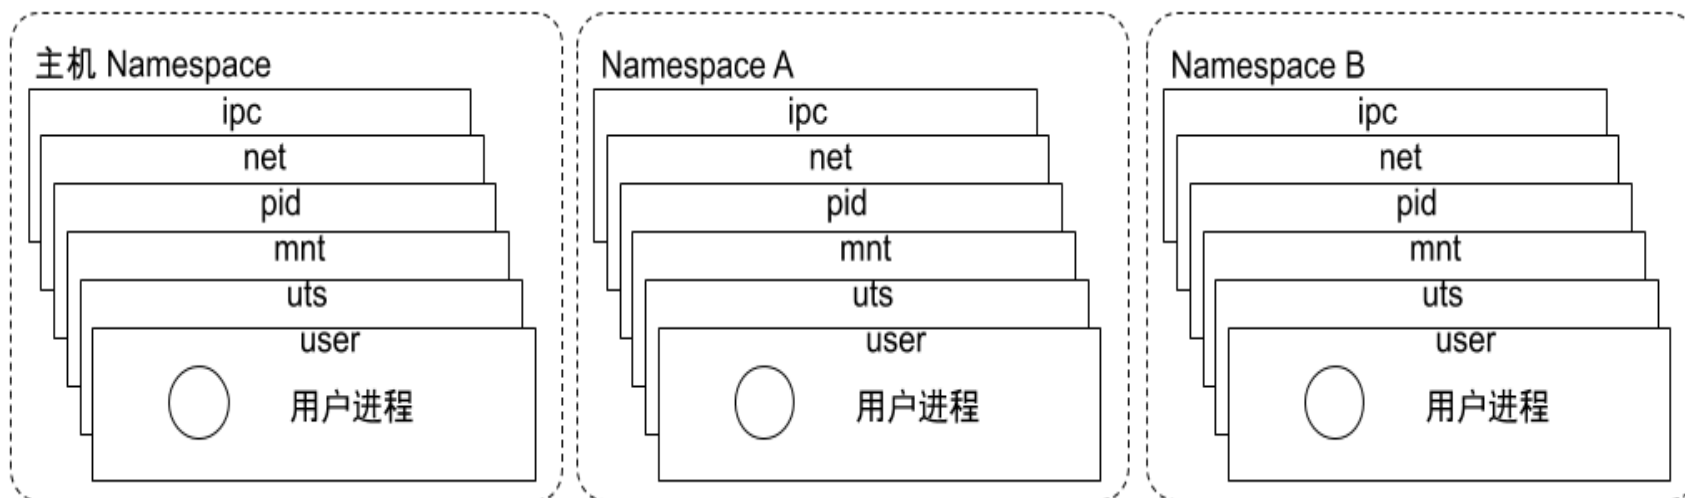 主机 Namespace
ipc
net
pid
mnt
uts
user
用户进程
Namespace A
ipc
net
pid
mnt
uts
user
用户进程
Namespace B
ipc
net
pid
mnt
uts
user
用户进程